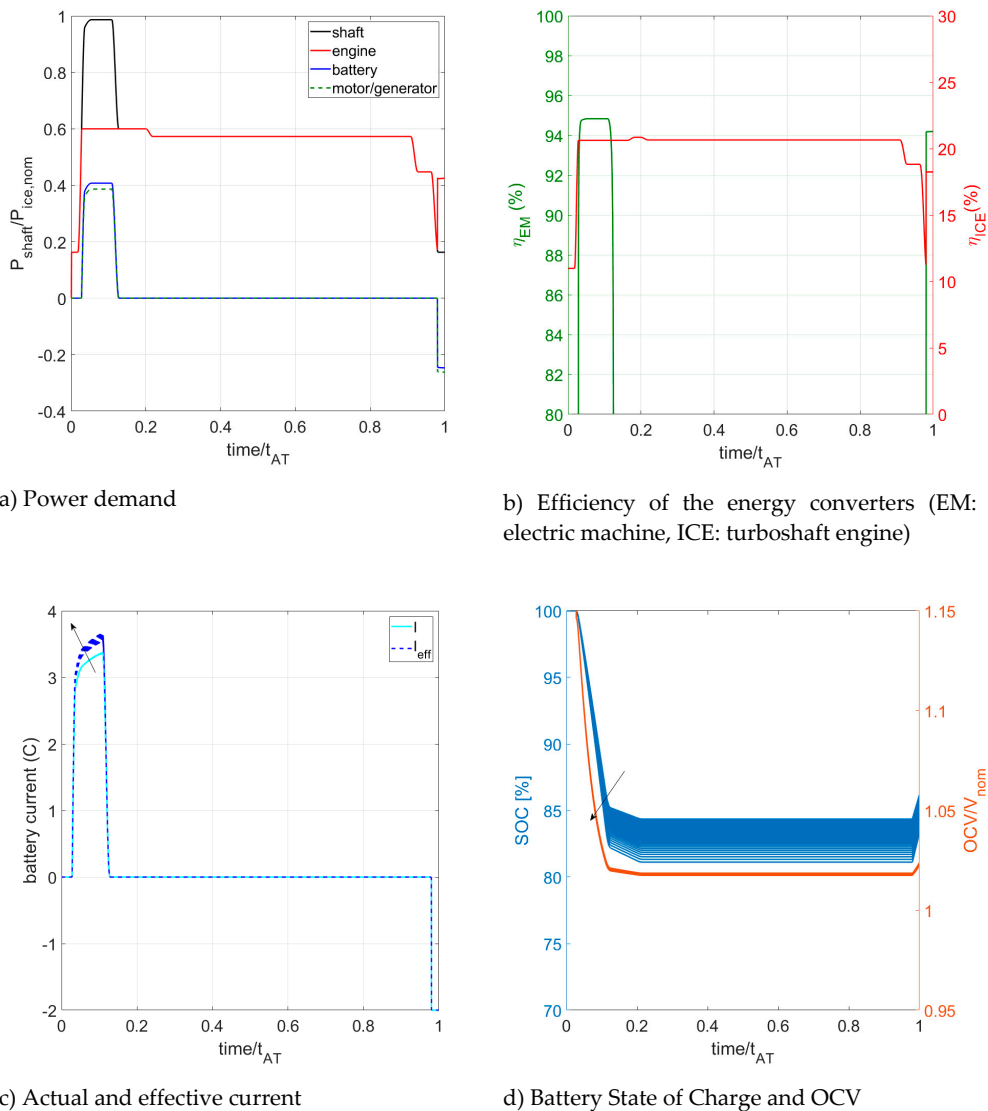 1
0.8
0.6
0.4
0.2
0
-0.2
-0.4
P_shaft/P_ice,nom
shaft
engine
battery
motor/generator
0 0.2 0.4 0.6 0.8 1
time/t_AT
a) Power demand
100
98
96
94
92
90
88
86
84
82
80
η_EM (%)
30
25
20
15
10
5
0
η_ICE(%)
0 0.2 0.4 0.6 0.8 1
time/t_AT
b) Efficiency of the energy converters (EM:
electric machine, ICE: turboshaft engine)
4
3
2
1
0
-1
-2
battery current (C)
I
I_eff
0 0.2 0.4 0.6 0.8 1
time/t_AT
c) Actual and effective current
100
95
90
85
80
75
70
SOC [%]
1.15
1.1
1.05
1
0.95
OCV/V_nom
0 0.2 0.4 0.6 0.8 1
time/t_AT
d) Battery State of Charge and OCV